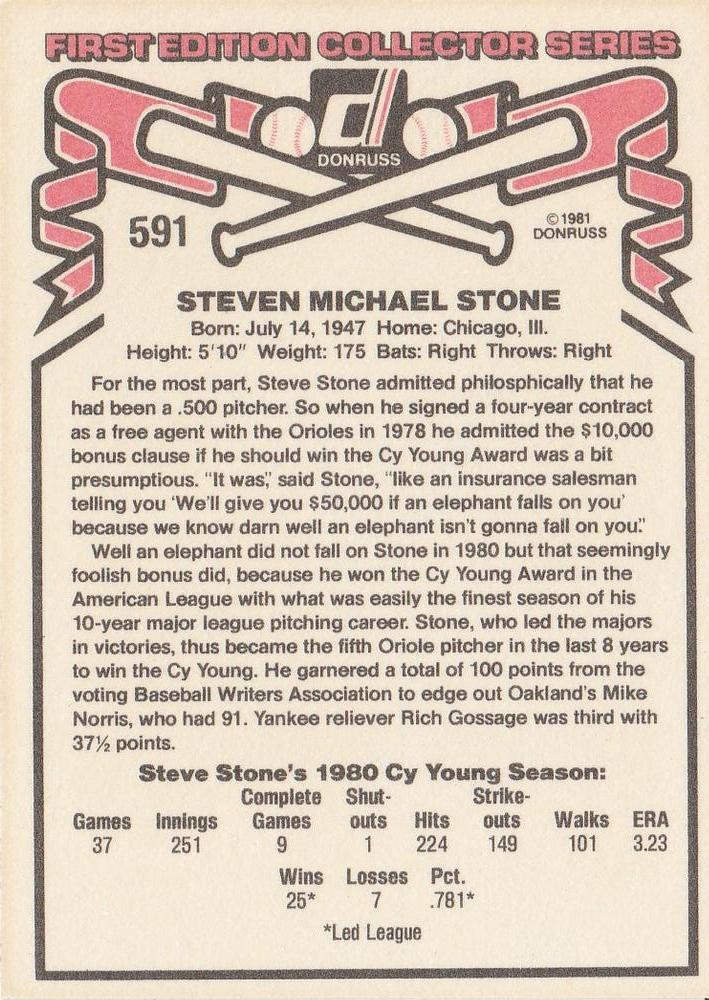 FIRST EDITION COLLECTOR SERIES
d
DONRUSS
591
©1981
DONRUSS
STEVEN MICHAEL STONE
Born: July 14, 1947 Home: Chicago, Ill.
Height: 5'10" Weight: 175 Bats: Right Throws: Right
For the most part, Steve Stone admitted philosphically that he
had been a .500 pitcher. So when he signed a four-year contract
as a free agent with the Orioles in 1978 he admitted the $10,000
bonus clause if he should win the Cy Young Award was a bit
presumptious. "It was," said Stone, "like an insurance salesman
telling you 'We'll give you $50,000 if an elephant falls on you'
because we know darn well an elephant isn't gonna fall on you."
Well an elephant did not fall on Stone in 1980 but that seemingly
foolish bonus did, because he won the Cy Young Award in the
American League with what was easily the finest season of his
10-year major league pitching career. Stone, who led the majors
in victories, thus became the fifth Oriole pitcher in the last 8 years
to win the Cy Young. He garnered a total of 100 points from the
voting Baseball Writers Association to edge out Oakland's Mike
Norris, who had 91. Yankee reliever Rich Gossage was third with
37½ points.
Steve Stone's 1980 Cy Young Season:
Complete Shut- Strike-
Games Innings Games outs Hits outs Walks ERA
37 251 9 1 224 149 101 3.23
Wins Losses Pct.
25* 7 .781*
*Led League